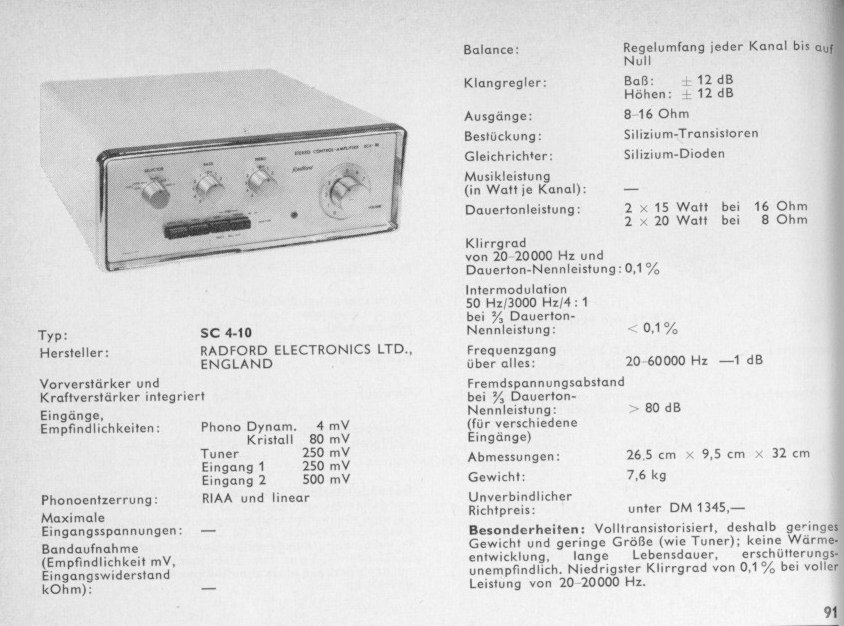 SELECTOR
BASS
TREBLE
STEREO CONTROL-AMPLIFIER
Radford
VOLUME
Typ: SC 4-10
Hersteller: RADFORD ELECTRONICS LTD.,
ENGLAND
Vorverstärker und
Kraftverstärker integriert
Eingänge,
Empfindlichkeiten: Phono Dynam. 4 mV
Kristall 80 mV
Tuner 250 mV
Eingang 1 250 mV
Eingang 2 500 mV
Phonoentzerrung: RIAA und linear
Maximale
Eingangsspannungen: —
Bandaufnahme
(Empfindlichkeit mV,
Eingangswiderstand
kOhm): —
Balance: Regelumfang jeder Kanal bis auf
Null
Klangregler: Baß: ± 12 dB
Höhen: ± 12 dB
Ausgänge: 8-16 Ohm
Bestückung: Silizium-Transistoren
Gleichrichter: Silizium-Dioden
Musikleistung
(in Watt je Kanal): —
Dauertonleistung: 2 × 15 Watt bei 16 Ohm
2 × 20 Watt bei 8 Ohm
Klirrgrad
von 20-20000 Hz und
Dauerton-Nennleistung: 0,1 %
Intermodulation
50 Hz/3000 Hz/4 : 1
bei ⅔ Dauerton-
Nennleistung: < 0,1 %
Frequenzgang
über alles: 20-60000 Hz —1 dB
Fremdspannungsabstand
bei ⅔ Dauerton-
Nennleistung: > 80 dB
(für verschiedene
Eingänge)
Abmessungen: 26,5 cm × 9,5 cm × 32 cm
Gewicht: 7,6 kg
Unverbindlicher
Richtpreis: unter DM 1345,—
Besonderheiten: Volltransistorisiert, deshalb geringes
Gewicht und geringe Größe (wie Tuner); keine Wärme-
entwicklung, lange Lebensdauer, erschütterungs-
unempfindlich. Niedrigster Klirrgrad von 0,1 % bei voller
Leistung von 20-20000 Hz.
91